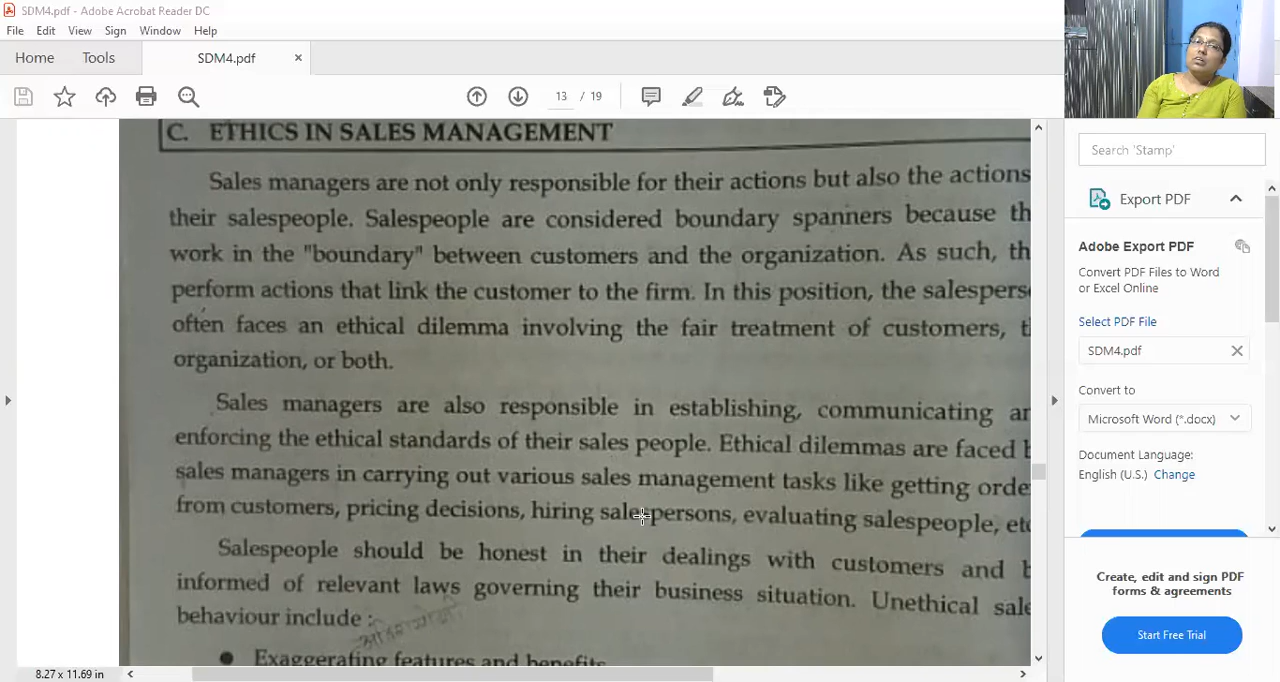 SDM4.pdf - Adobe Acrobat Reader DC
File Edit View Sign Window Help
Home Tools SDM4.pdf
13 / 19
C. ETHICS IN SALES MANAGEMENT
Sales managers are not only responsible for their actions but also the actions
their salespeople. Salespeople are considered boundary spanners because th
work in the "boundary" between customers and the organization. As such, th
perform actions that link the customer to the firm. In this position, the salesperse
often faces an ethical dilemma involving the fair treatment of customers, t
organization, or both.
Sales managers are also responsible in establishing, communicating ar
enforcing the ethical standards of their sales people. Ethical dilemmas are faced b
sales managers in carrying out various sales management tasks like getting orde
from customers, pricing decisions, hiring salespersons, evaluating salespeople, etc
Salespeople should be honest in their dealings with customers and b
informed of relevant laws governing their business situation. Unethical sale
behaviour include :
Exaggerating features and benefits
8.27 x 11.69 in
Search 'Stamp'
Export PDF
Adobe Export PDF
Convert PDF Files to Word
or Excel Online
Select PDF File
SDM4.pdf
Convert to
Microsoft Word (*.docx)
Document Language:
English (U.S.) Change
Create, edit and sign PDF
forms & agreements
Start Free Trial